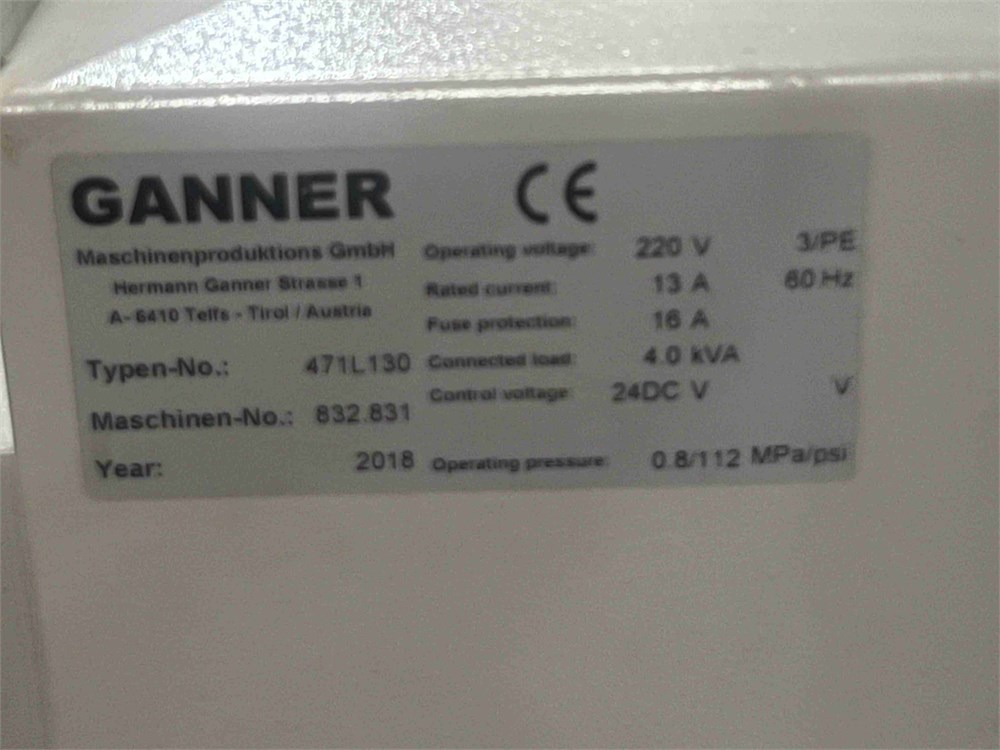 GANNER
CE
Maschinenproduktions GmbH
Hermann Ganner Strasse 1
A- 6410 Telfs - Tirol / Austria
Typen-No.: 471L130
Maschinen-No.: 832.831
Year: 2018
Operating voltage: 220 V 3/PE
Rated current: 13 A 60 Hz
Fuse protection: 16 A
Connected load: 4.0 kVA
Control voltage: 24DC V V
Operating pressure: 0.8/112 MPa/psi